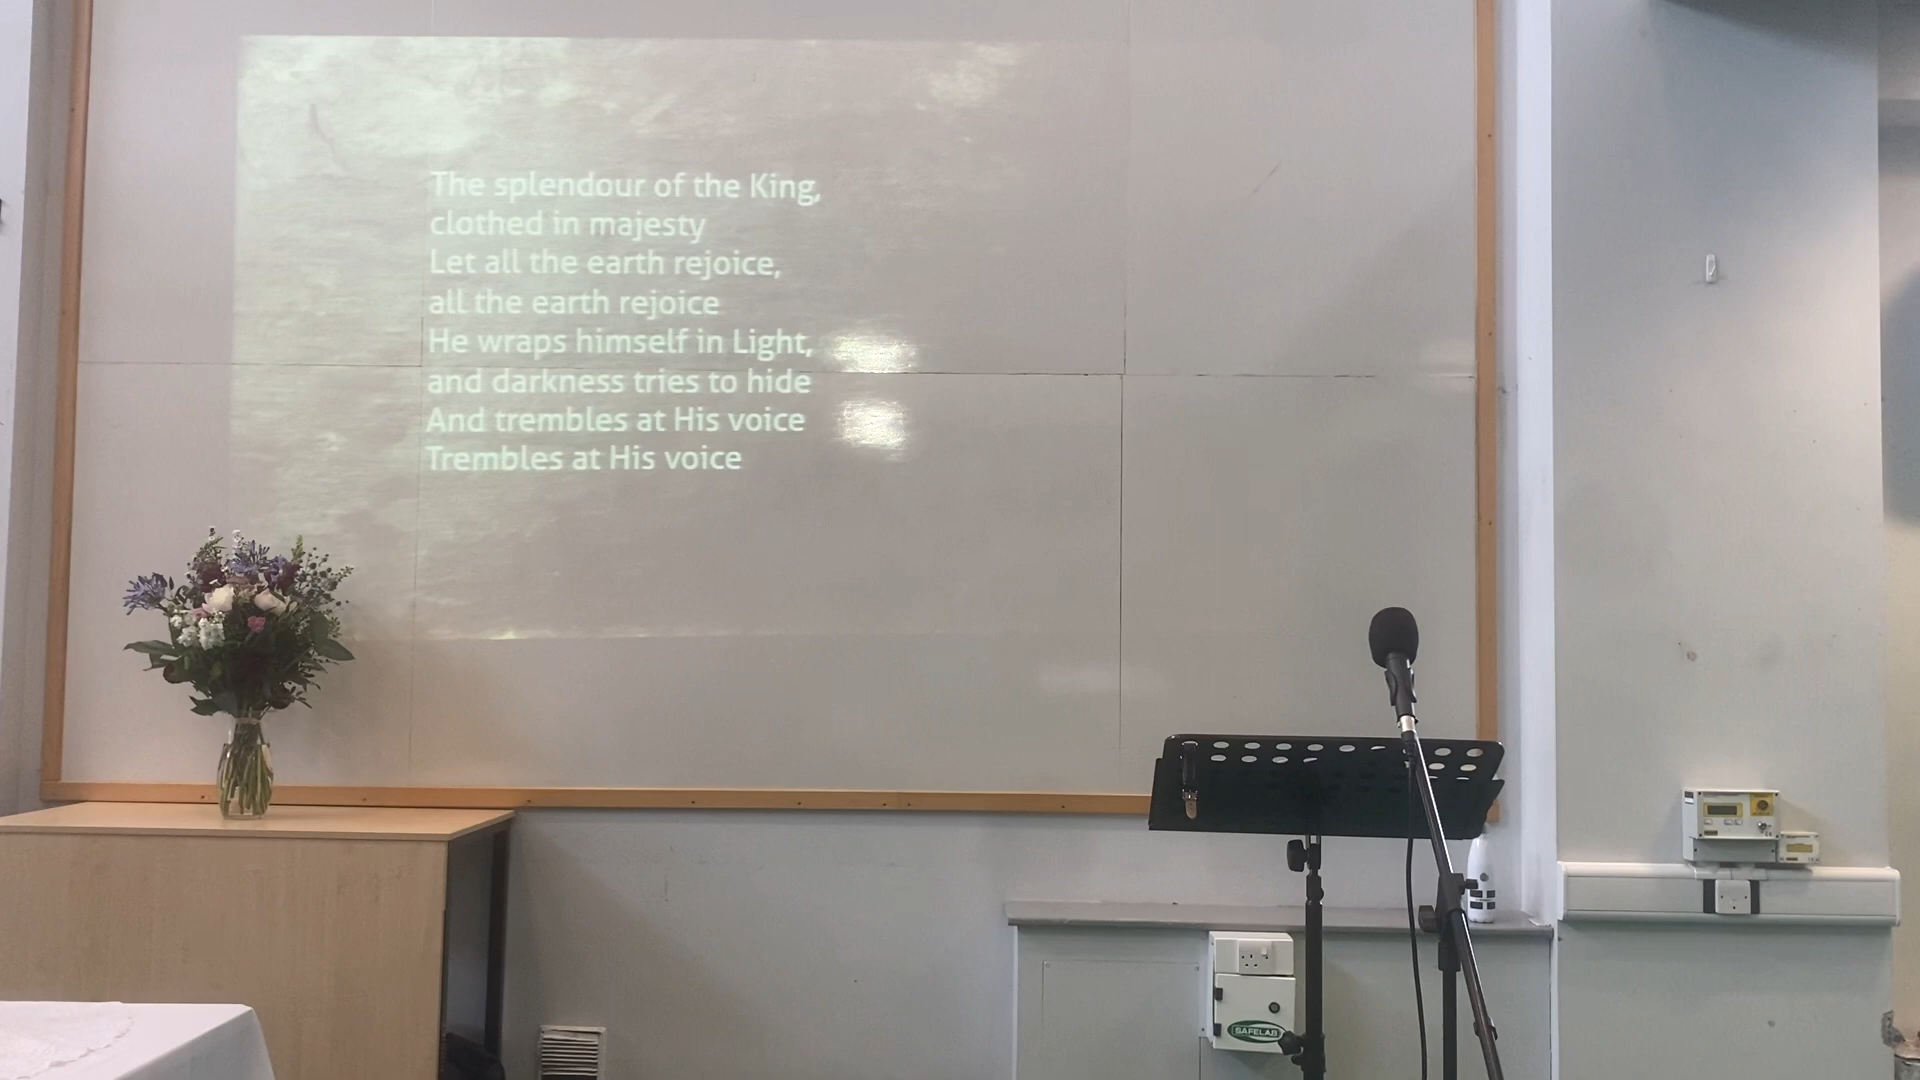 The splendour of the King,
clothed in majesty
Let all the earth rejoice,
all the earth rejoice
He wraps himself in Light,
and darkness tries to hide
And trembles at His voice
Trembles at His voice
SAFELAB